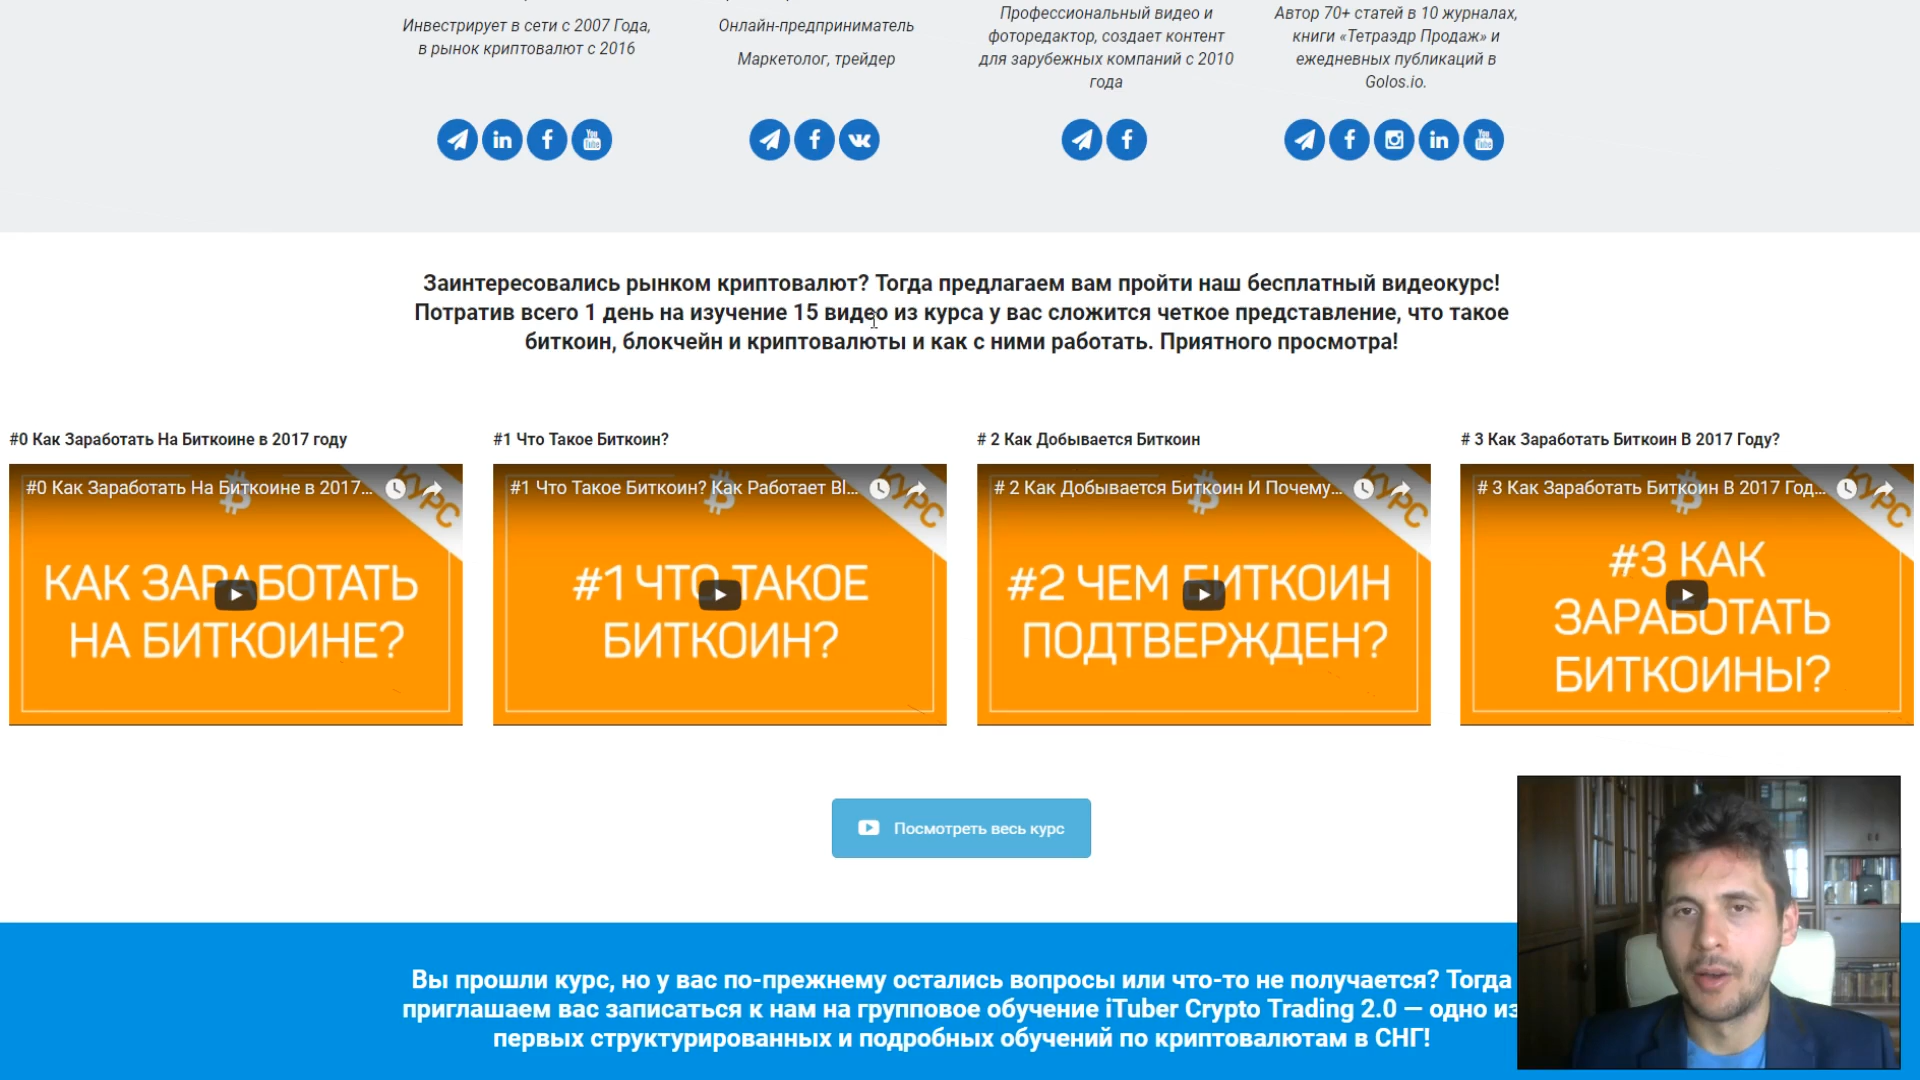 Инвестрирует в сети с 2007 Года,
в рынок криптовалют с 2016
Онлайн-предприниматель
Маркетолог, трейдер
Профессиональный видео и
фоторедактор, создает контент
для зарубежных компаний с 2010
года
Автор 70+ статей в 10 журналах,
книги «Тетраэдр Продаж» и
ежедневных публикаций в
Golos.io.
Заинтересовались рынком криптовалют? Тогда предлагаем вам пройти наш бесплатный видеокурс!
Потратив всего 1 день на изучение 15 видео из курса у вас сложится четкое представление, что такое
биткоин, блокчейн и криптовалюты и как с ними работать. Приятного просмотра!
#0 Как Заработать На Биткоине в 2017 году
#0 Как Заработать На Биткоине в 2017...
КУРС
КАК ЗАРАБОТАТЬ
НА БИТКОИНЕ?
#1 Что Такое Биткоин?
#1 Что Такое Биткоин? Как Работает Bl...
КУРС
#1 ЧТО ТАКОЕ
БИТКОИН?
# 2 Как Добывается Биткоин
# 2 Как Добывается Биткоин И Почему...
КУРС
#2 ЧЕМ БИТКОИН
ПОДТВЕРЖДЕН?
# 3 Как Заработать Биткоин В 2017 Году?
# 3 Как Заработать Биткоин В 2017 Год...
КУРС
#3 КАК
ЗАРАБОТАТЬ
БИТКОИНЫ?
Посмотреть весь курс
Вы прошли курс, но у вас по-прежнему остались вопросы или что-то не получается? Тогда
приглашаем вас записаться к нам на групповое обучение iTuber Crypto Trading 2.0 — одно из
первых структурированных и подробных обучений по криптовалютам в СНГ!